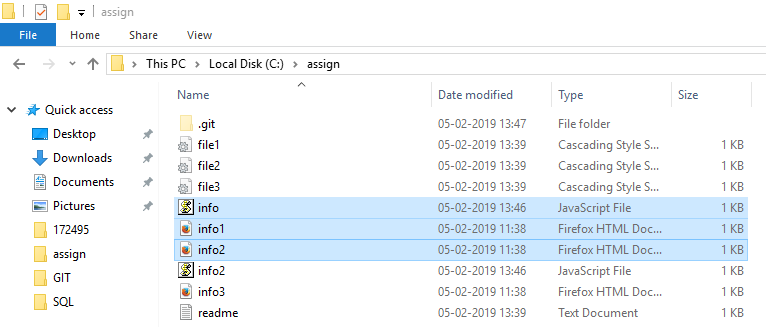 assign
File Home Share View
This PC Local Disk (C:) assign
Name Date modified Type Size
Quick access
Desktop
Downloads
Documents
Pictures
172495
assign
GIT
SQL
.git 05-02-2019 13:47 File folder
file1 05-02-2019 13:39 Cascading Style S... 1 KB
file2 05-02-2019 13:39 Cascading Style S... 1 KB
file3 05-02-2019 13:39 Cascading Style S... 1 KB
info 05-02-2019 13:46 JavaScript File 1 KB
info1 05-02-2019 11:38 Firefox HTML Doc... 1 KB
info2 05-02-2019 11:38 Firefox HTML Doc... 1 KB
info2 05-02-2019 13:46 JavaScript File 1 KB
info3 05-02-2019 11:38 Firefox HTML Doc... 1 KB
readme 05-02-2019 13:39 Text Document 1 KB